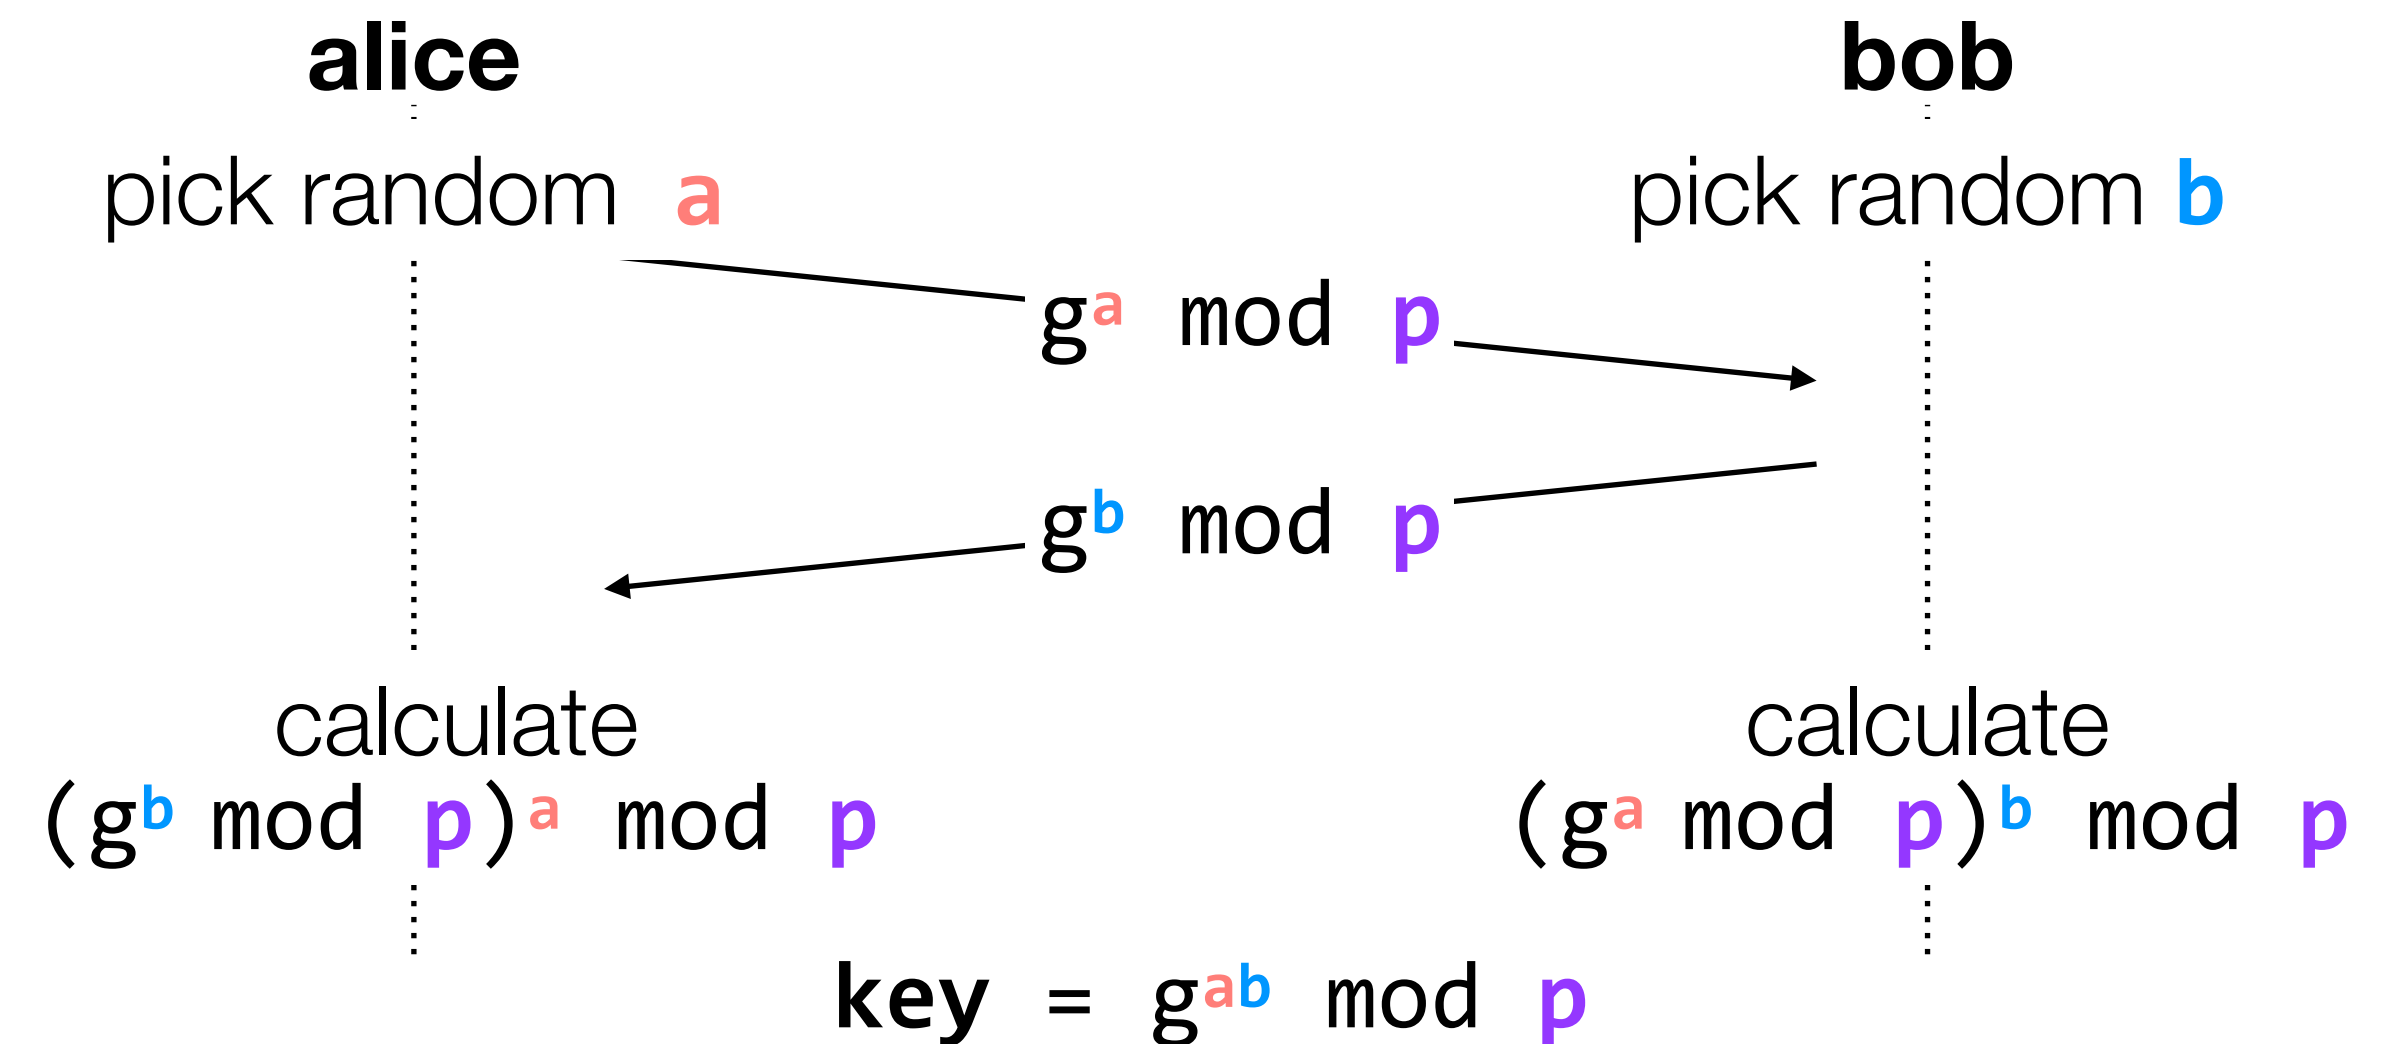 alice
bob
pick random a
pick random b
gᵃ mod p
gᵇ mod p
calculate
calculate
(gᵇ mod p)ᵃ mod p
(gᵃ mod p)ᵇ mod p
key = gᵃᵇ mod p